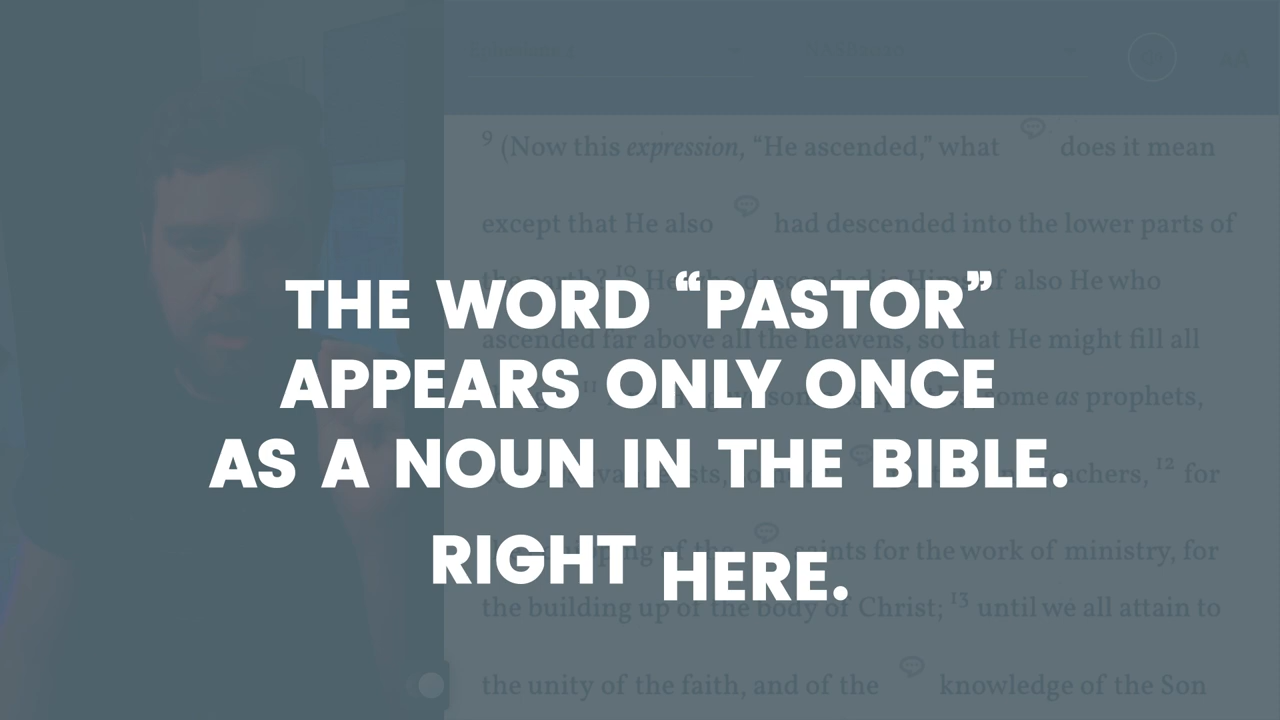 9 (Now this expression, “He ascended,” what does it mean
except that He also had descended into the lower parts of
also He who
THE WORD “PASTOR”
ascended far above all the heavens, so that He might fill all
APPEARS ONLY ONCE
some as prophets,
AS A NOUN IN THE BIBLE.
12 for
RIGHT HERE.
saints for the work of ministry, for
the building up of the body of Christ; 13 until we all attain to
the unity of the faith, and of the knowledge of the Son